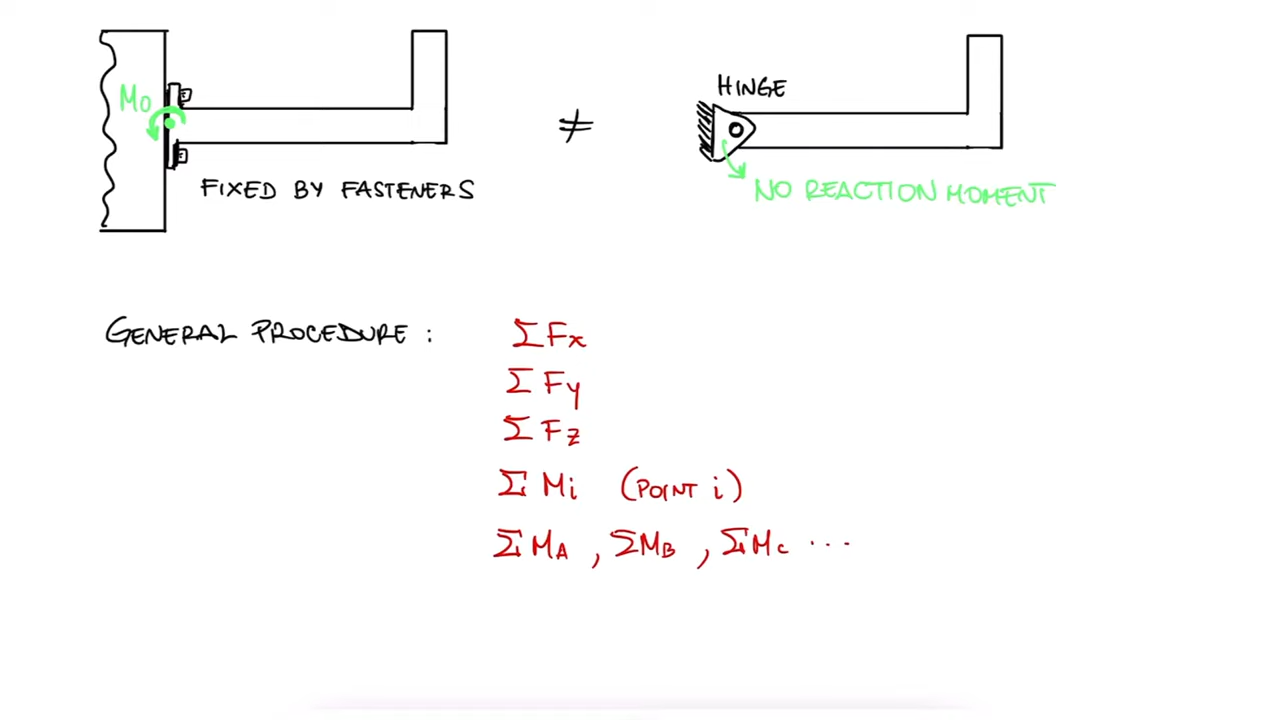 M₀
FIXED BY FASTENERS
≠
HINGE
NO REACTION MOMENT
GENERAL PROCEDURE :
ΣFx
ΣFy
ΣFz
ΣMi (POINT i)
ΣMA , ΣMB , ΣMC ...